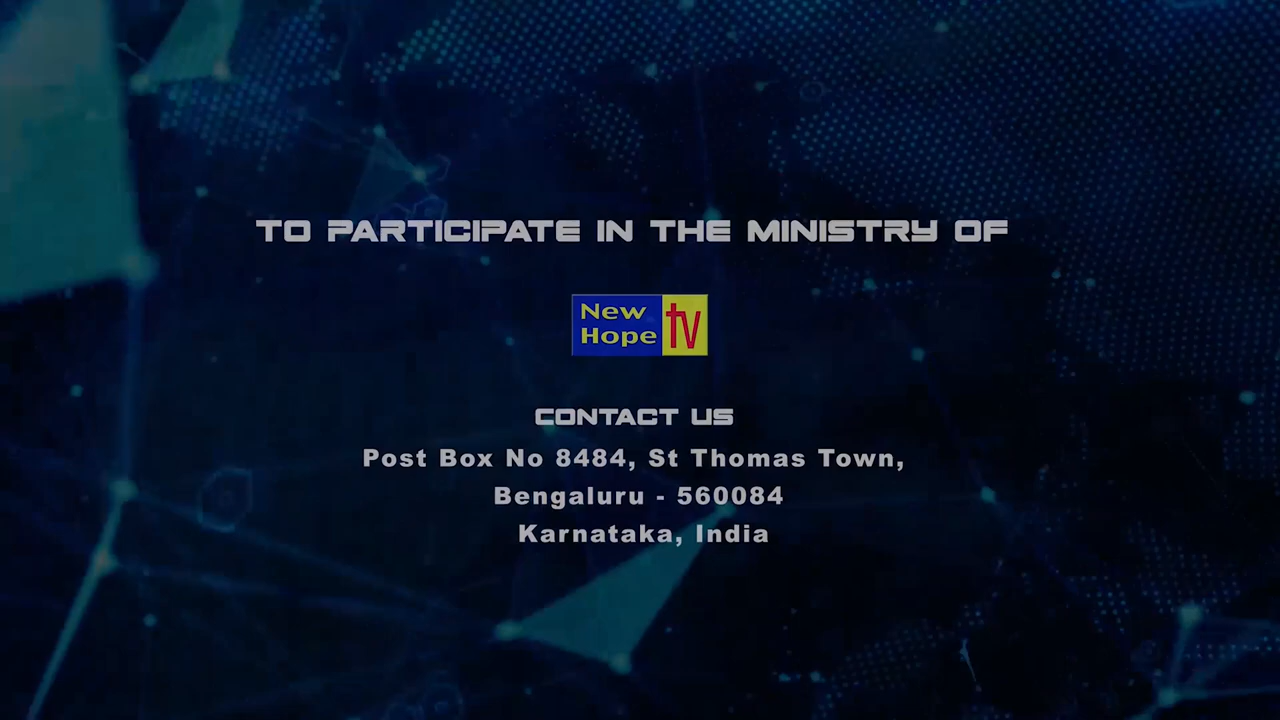 TO PARTICIPATE IN THE MINISTRY OF
New Hope tv
CONTACT US
Post Box No 8484, St Thomas Town,
Bengaluru - 560084
Karnataka, India